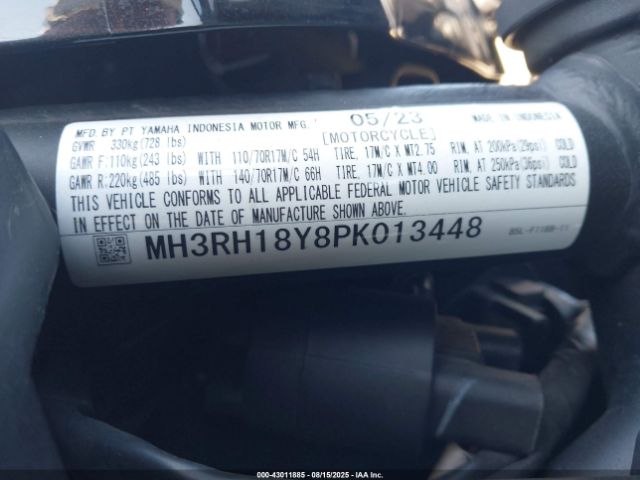 MFD. BY PT YAMAHA INDONESIA MOTOR MFG. 05/23 MADE IN INDONESIA
GVWR 330kg(728 lbs) [MOTORCYCLE]
GAWR F:110kg(243 lbs) WITH 110/70R17M/C 54H TIRE, 17M/C X MT2.75 RIM, AT 200kPa(29psi) COLD
GAWR R:220kg(485 lbs) WITH 140/70R17M/C 66H TIRE, 17M/C X MT4.00 RIM, AT 250kPa(36psi) COLD
THIS VEHICLE CONFORMS TO ALL APPLICABLE FEDERAL MOTOR VEHICLE SAFETY STANDARDS
IN EFFECT ON THE DATE OF MANUFACTURE SHOWN ABOVE.
MH3RH18Y8PK013448
000-43011885 - 08/15/2025 - IAAI.com